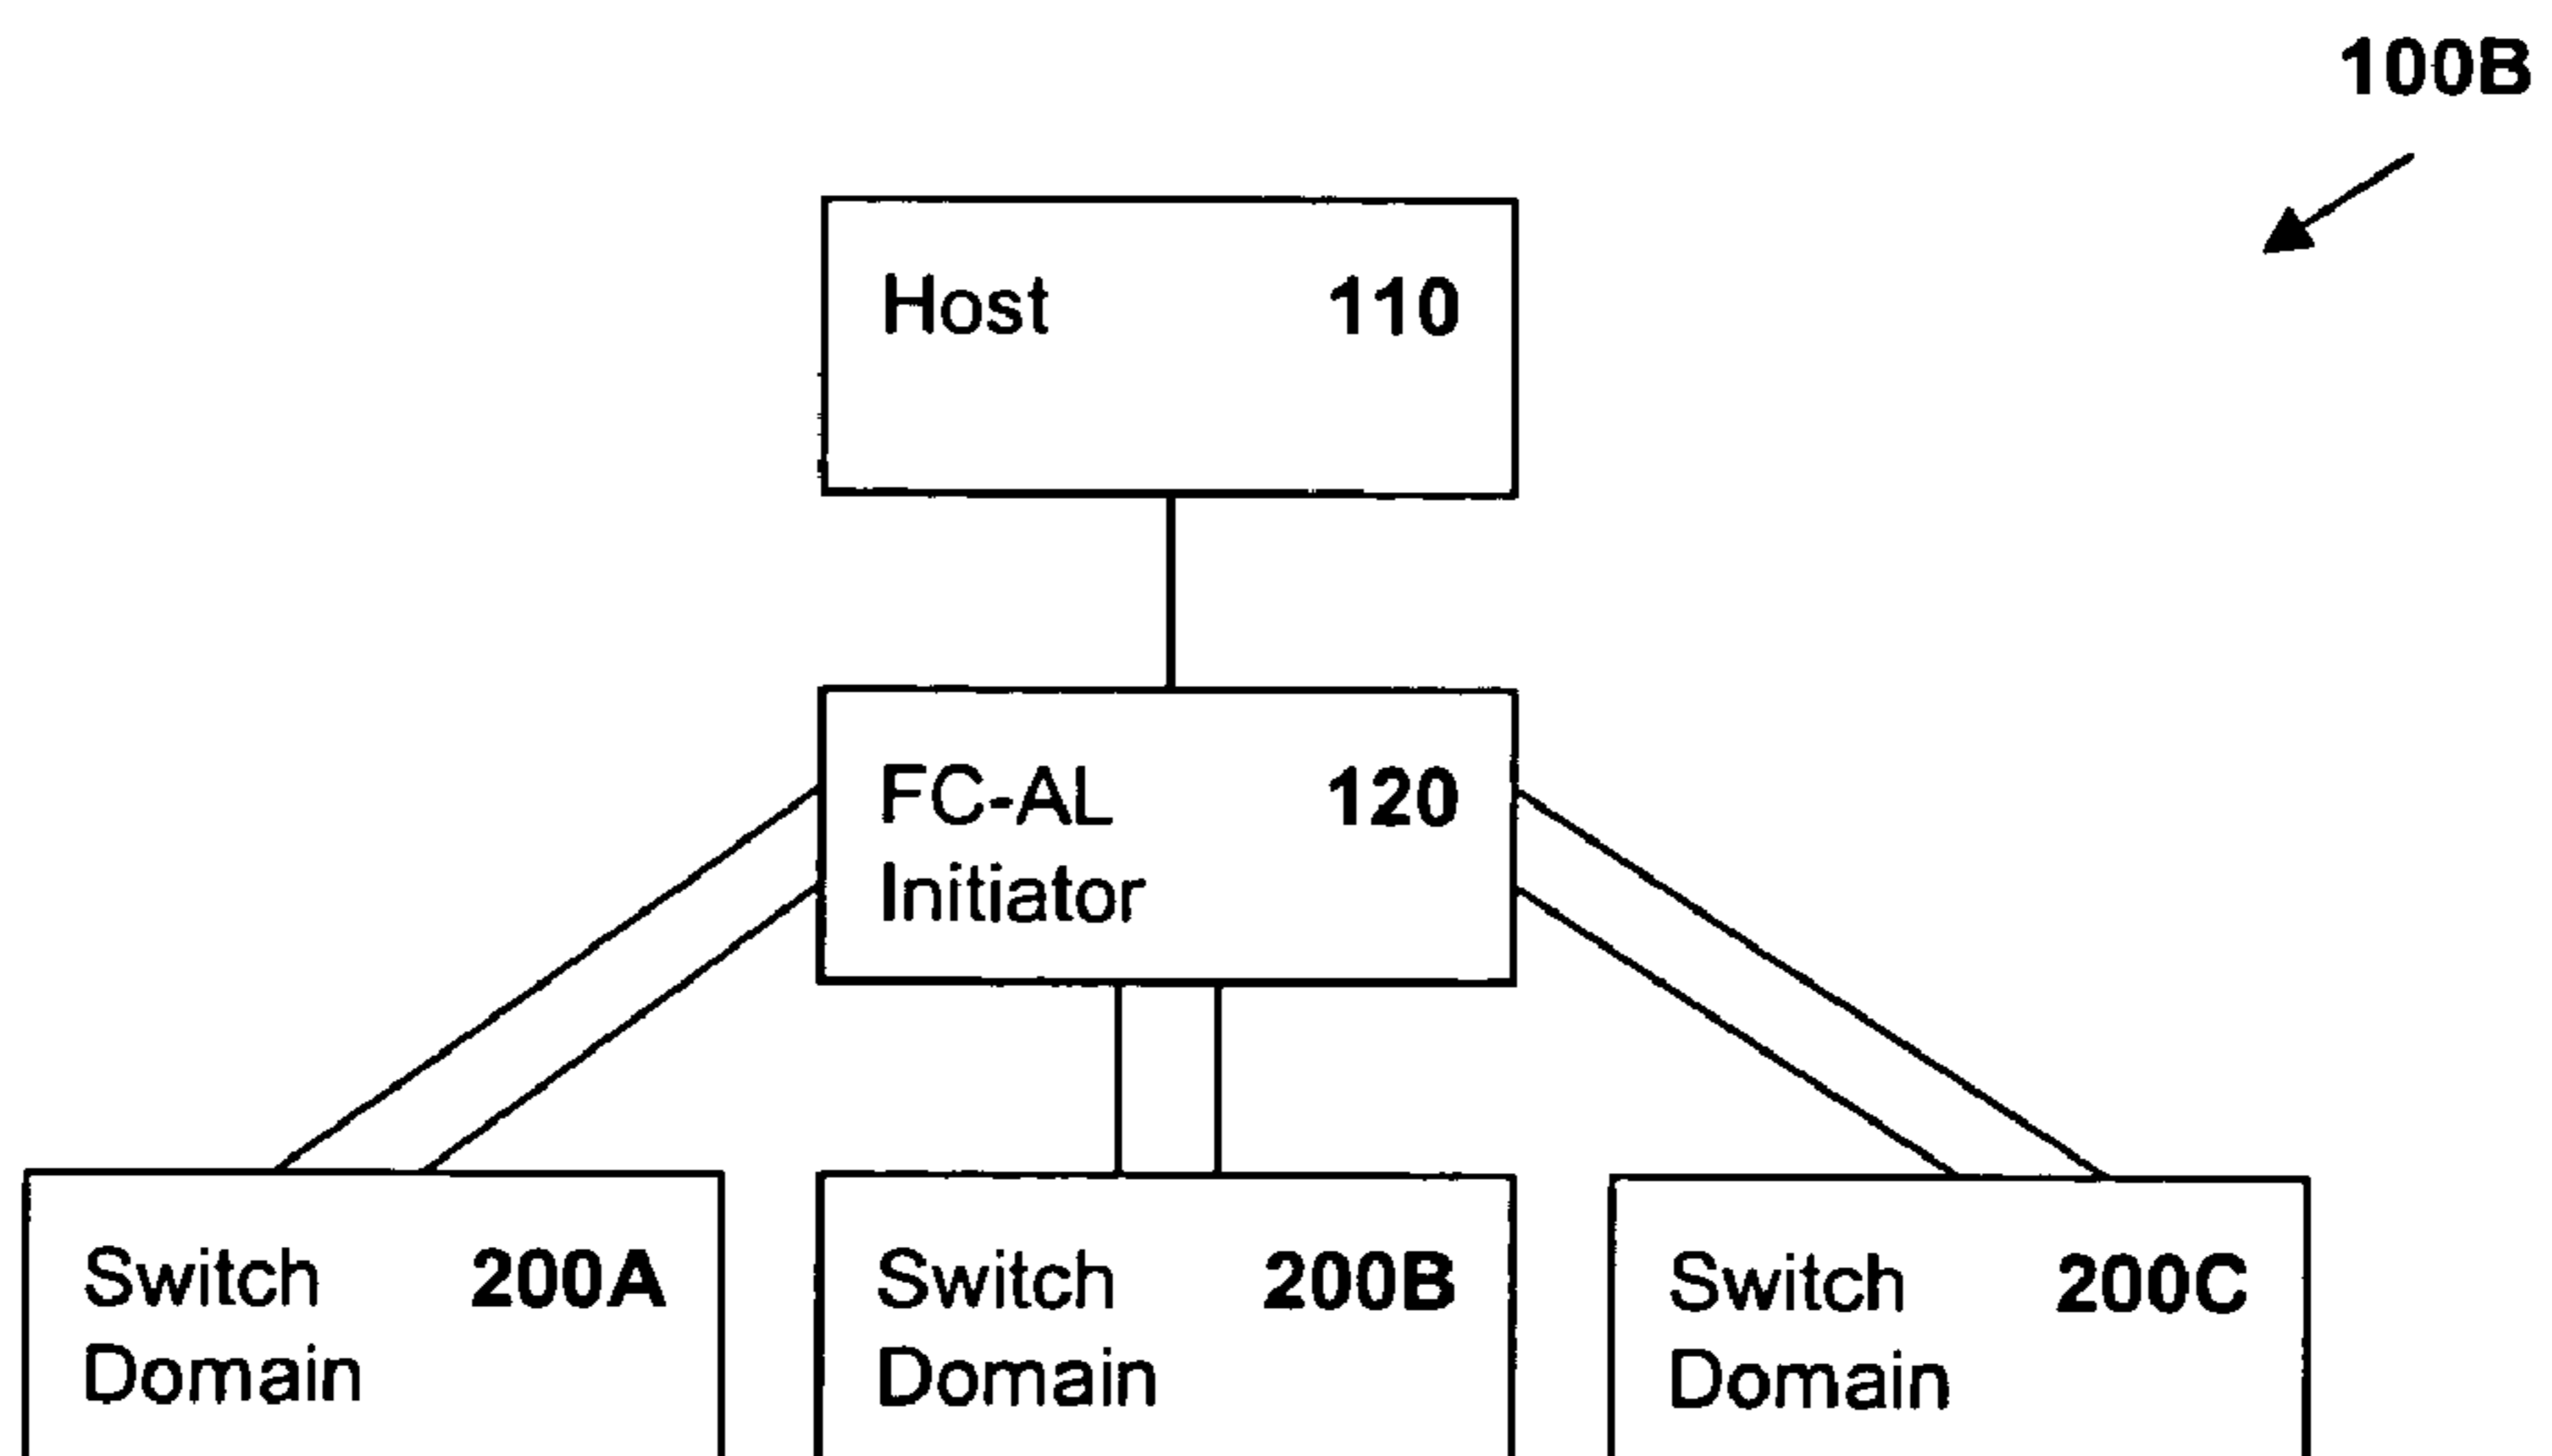 100B
Host 110
FC-AL 120
Initiator
Switch 200A
Domain
Switch 200B
Domain
Switch 200C
Domain